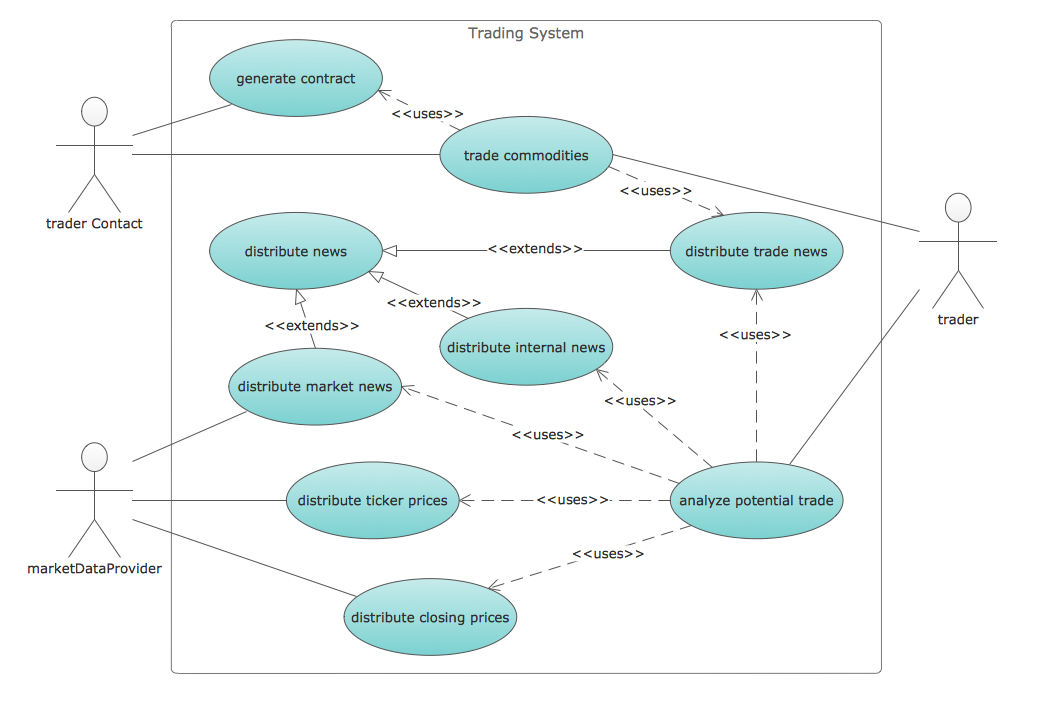 Trading System
generate contract
<<uses>>
trade commodities
<<uses>>
trader Contact
distribute news
<<extends>>
distribute trade news
<<extends>>
trader
<<extends>>
<<uses>>
distribute internal news
distribute market news
<<uses>>
<<uses>>
distribute ticker prices
<<uses>>
analyze potential trade
<<uses>>
marketDataProvider
distribute closing prices